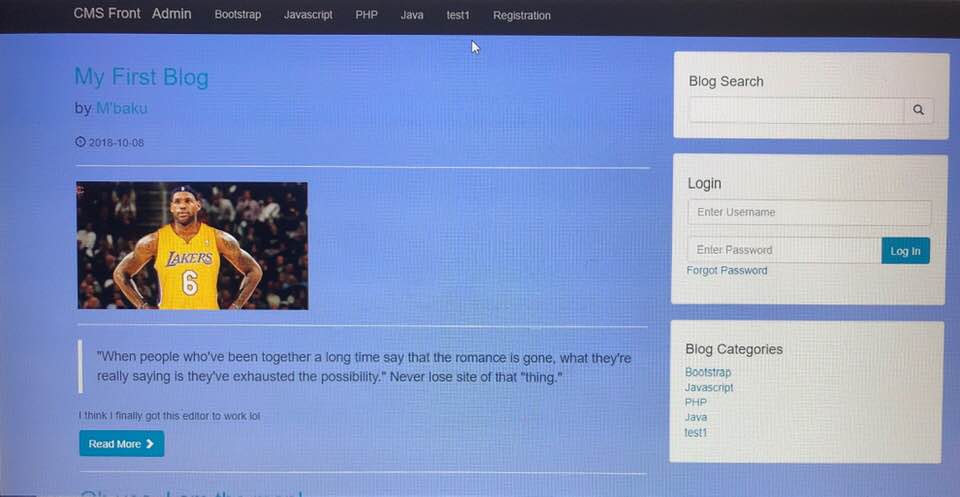 CMS Front Admin Bootstrap Javascript PHP Java test1 Registration
My First Blog
by M'baku
2018-10-08
LAKERS
6
"When people who've been together a long time say that the romance is gone, what they're
really saying is they've exhausted the possibility." Never lose site of that "thing."
I think I finally got this editor to work lol
Read More
Blog Search
Login
Enter Username
Enter Password
Log In
Forgot Password
Blog Categories
Bootstrap
Javascript
PHP
Java
test1